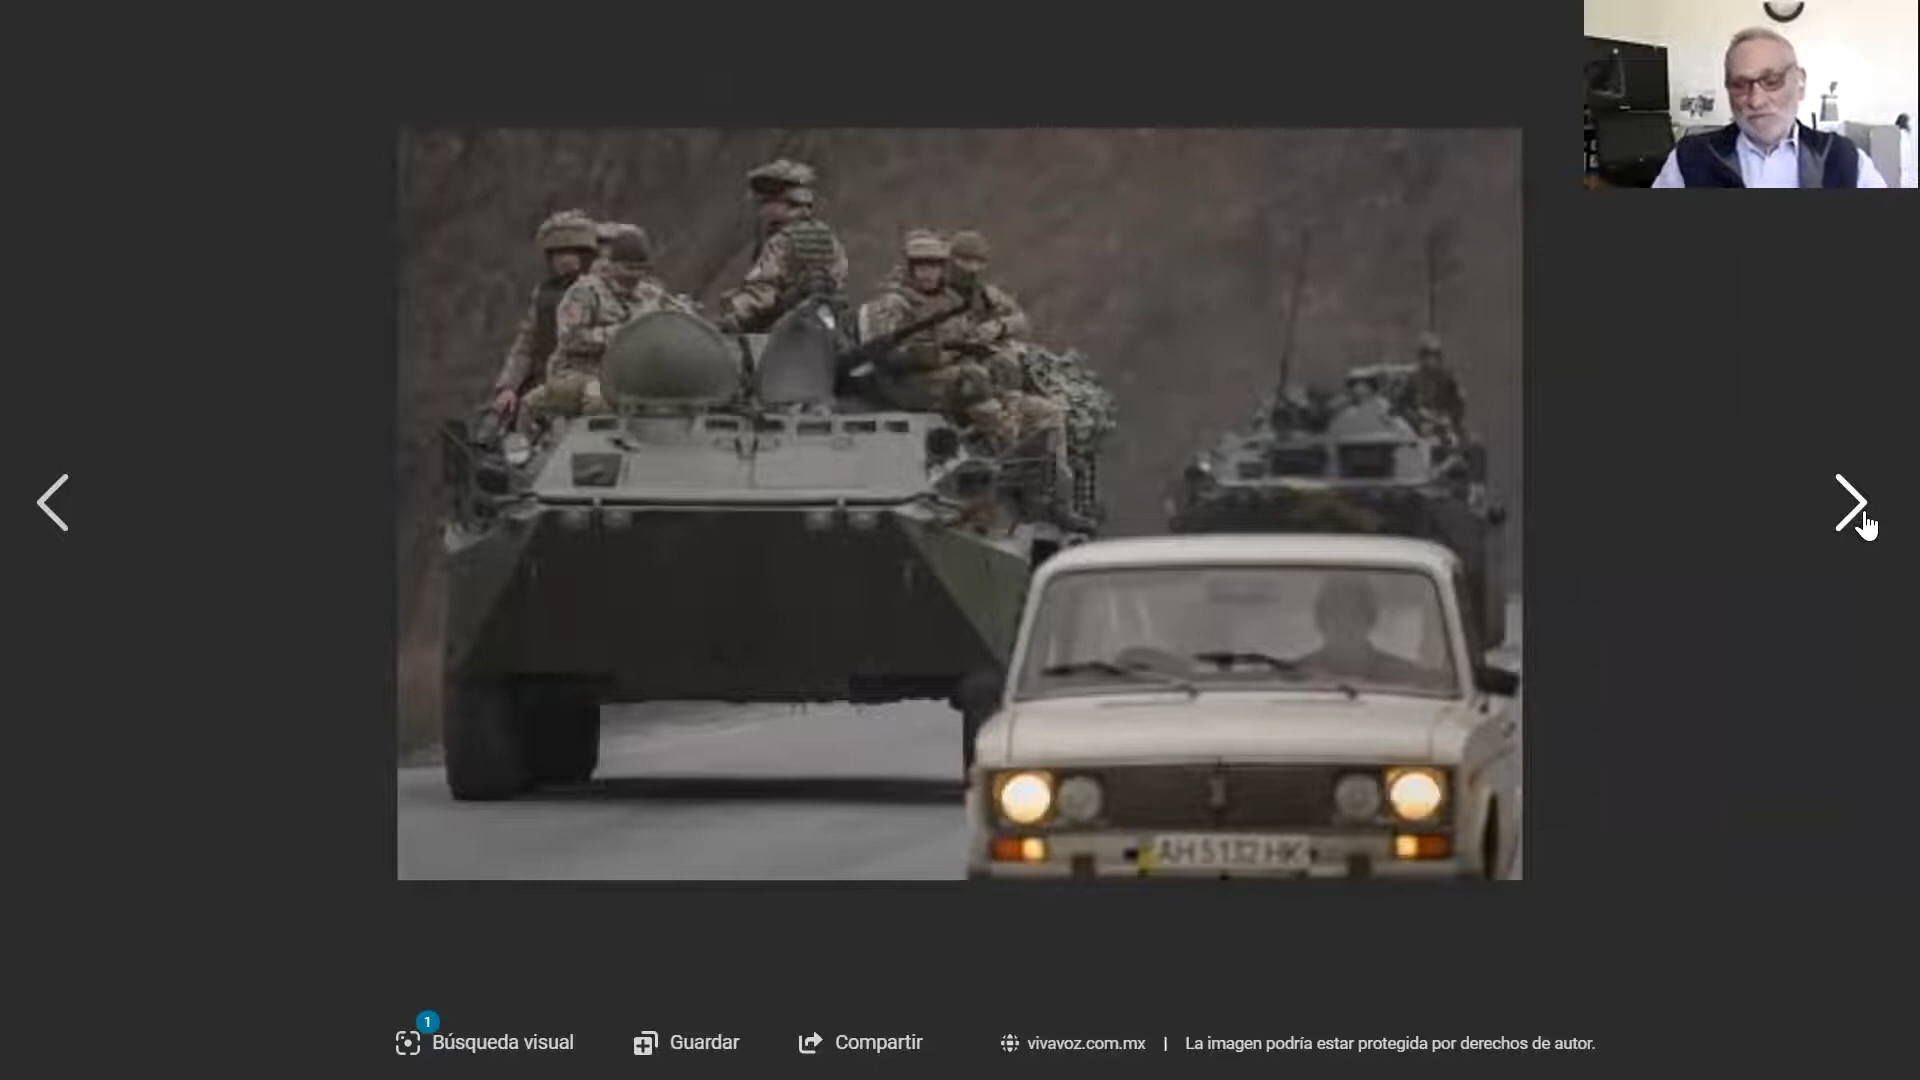 AH 5132 HK
1
Búsqueda visual
Guardar
Compartir
vivavoz.com.mx | La imagen podría estar protegida por derechos de autor.